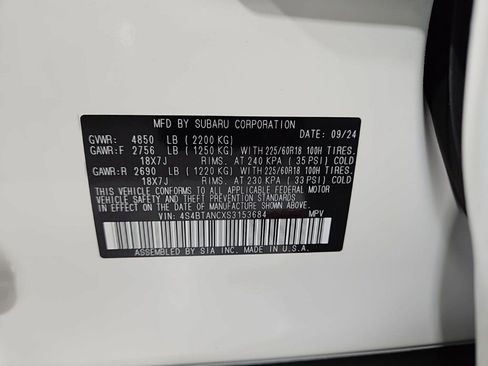 MFD BY SUBARU CORPORATION
GVWR: 4850 LB ( 2200 KG) DATE: 09/24
GAWR:F 2756 LB ( 1250 KG) WITH 225/60R18 100H TIRES.
18X7J RIMS. AT 240 KPA ( 35 PSI) COLD
GAWR:R 2690 LB ( 1220 KG) WITH 225/60R18 100H TIRES.
18X7J RIMS. AT 230 KPA ( 33 PSI) COLD
THIS VEHICLE CONFORMS TO ALL APPLICABLE FEDERAL MOTOR
VEHICLE SAFETY AND THEFT PREVENTION STANDARDS
IN EFFECT ON THE DATE OF MANUFACTURE SHOWN ABOVE.
VIN: 4S4BTANCXS3153684 MPV
ASSEMBLED BY SIA INC. MADE IN U.S.A.